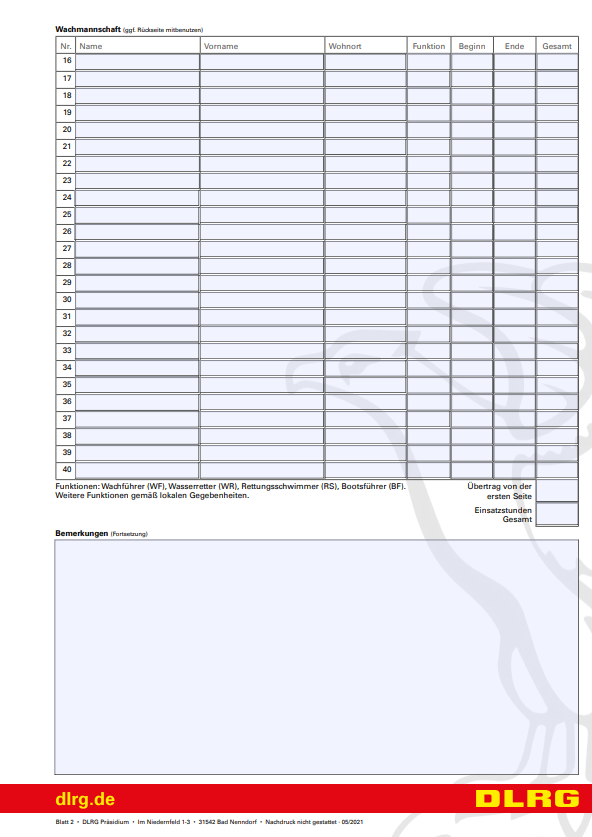 Wachmannschaft (ggf. Rückseite mitbenutzen)
Nr. Name Vorname Wohnort Funktion Beginn Ende Gesamt
16
17
18
19
20
21
22
23
24
25
26
27
28
29
30
31
32
33
34
35
36
37
38
39
40
Funktionen: Wachführer (WF), Wasserretter (WR), Rettungsschwimmer (RS), Bootsführer (BF).
Weitere Funktionen gemäß lokalen Gegebenheiten.
Übertrag von der
ersten Seite
Einsatzstunden
Gesamt
Bemerkungen (Fortsetzung)
dlrg.de DLRG
Blatt 2 • DLRG Präsidium • Im Niedernfeld 1-3 • 31542 Bad Nenndorf • Nachdruck nicht gestattet - 05/2021